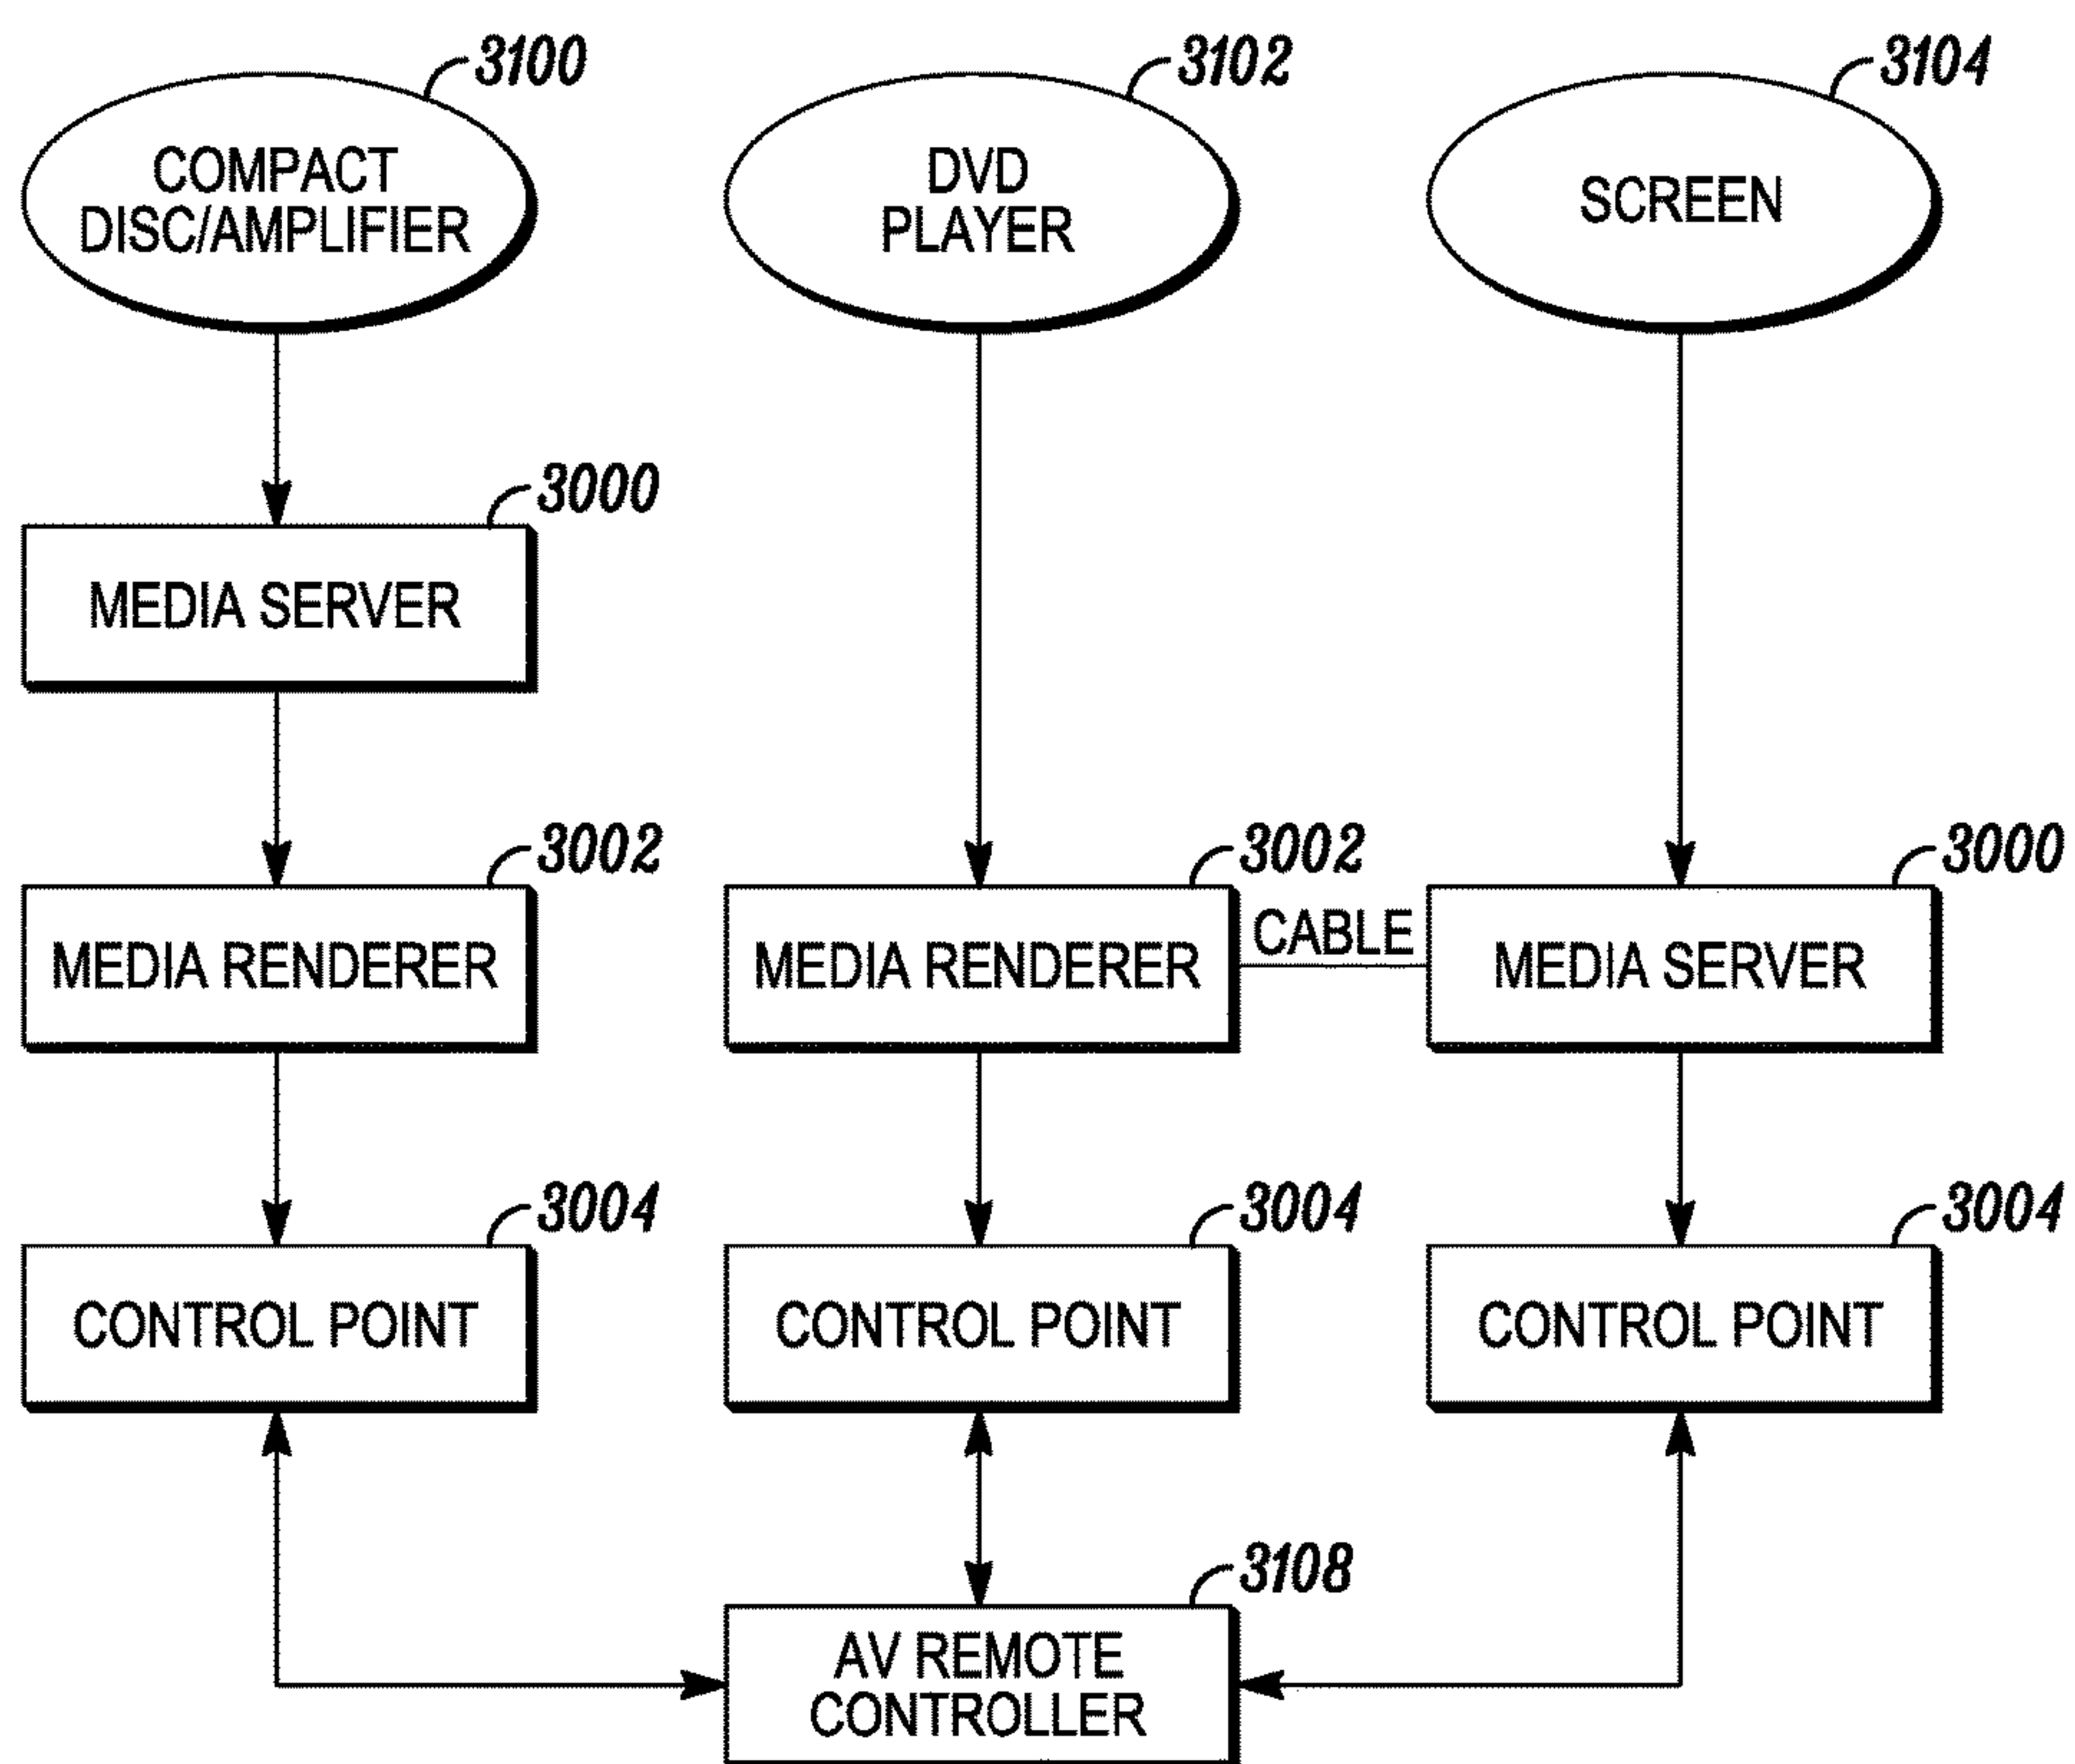 3100
3102
3104
COMPACT
DISC/AMPLIFIER
DVD
PLAYER
SCREEN
3000
MEDIA SERVER
3002
3002
3000
MEDIA RENDERER
MEDIA RENDERER
CABLE
MEDIA SERVER
3004
3004
3004
CONTROL POINT
CONTROL POINT
CONTROL POINT
3108
AV REMOTE
CONTROLLER